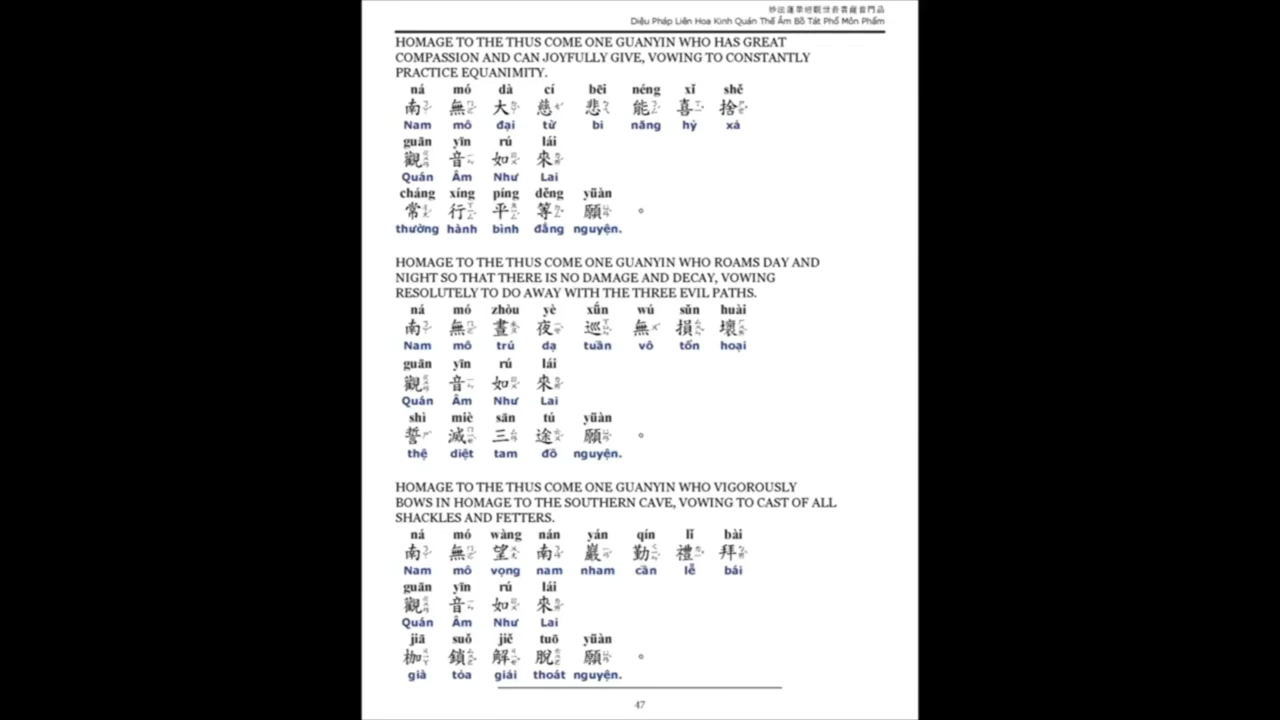 妙法蓮華經觀世音菩薩普門品
Diệu Pháp Liên Hoa Kinh Quán Thế Âm Bồ Tát Phổ Môn Phẩm
HOMAGE TO THE THUS COME ONE GUANYIN WHO HAS GREAT
COMPASSION AND CAN JOYFULLY GIVE, VOWING TO CONSTANTLY
PRACTICE EQUANIMITY.
ná mó dà cí bēi néng xǐ shě
南 無 大 慈 悲 能 喜 捨
Nam mô đại từ bi năng hỷ xả
guān yīn rú lái
觀 音 如 來
Quán Âm Như Lai
cháng xíng píng děng yüàn
常 行 平 等 願 。
thường hành bình đẳng nguyện.
HOMAGE TO THE THUS COME ONE GUANYIN WHO ROAMS DAY AND
NIGHT SO THAT THERE IS NO DAMAGE AND DECAY, VOWING
RESOLUTELY TO DO AWAY WITH THE THREE EVIL PATHS.
ná mó zhòu yè xǘn wú sǔn huài
南 無 晝 夜 巡 無 損 壞
Nam mô trú dạ tuần vô tổn hoại
guān yīn rú lái
觀 音 如 來
Quán Âm Như Lai
shì miè sān tú yüàn
誓 滅 三 途 願 。
thệ diệt tam đồ nguyện.
HOMAGE TO THE THUS COME ONE GUANYIN WHO VIGOROUSLY
BOWS IN HOMAGE TO THE SOUTHERN CAVE, VOWING TO CAST OF ALL
SHACKLES AND FETTERS.
ná mó wàng nán yán qín lǐ bài
南 無 望 南 巖 勤 禮 拜
Nam mô vọng nam nham cần lễ bái
guān yīn rú lái
觀 音 如 來
Quán Âm Như Lai
jiā suǒ jiě tuō yüàn
枷 鎖 解 脫 願 。
già tỏa giải thoát nguyện.
47